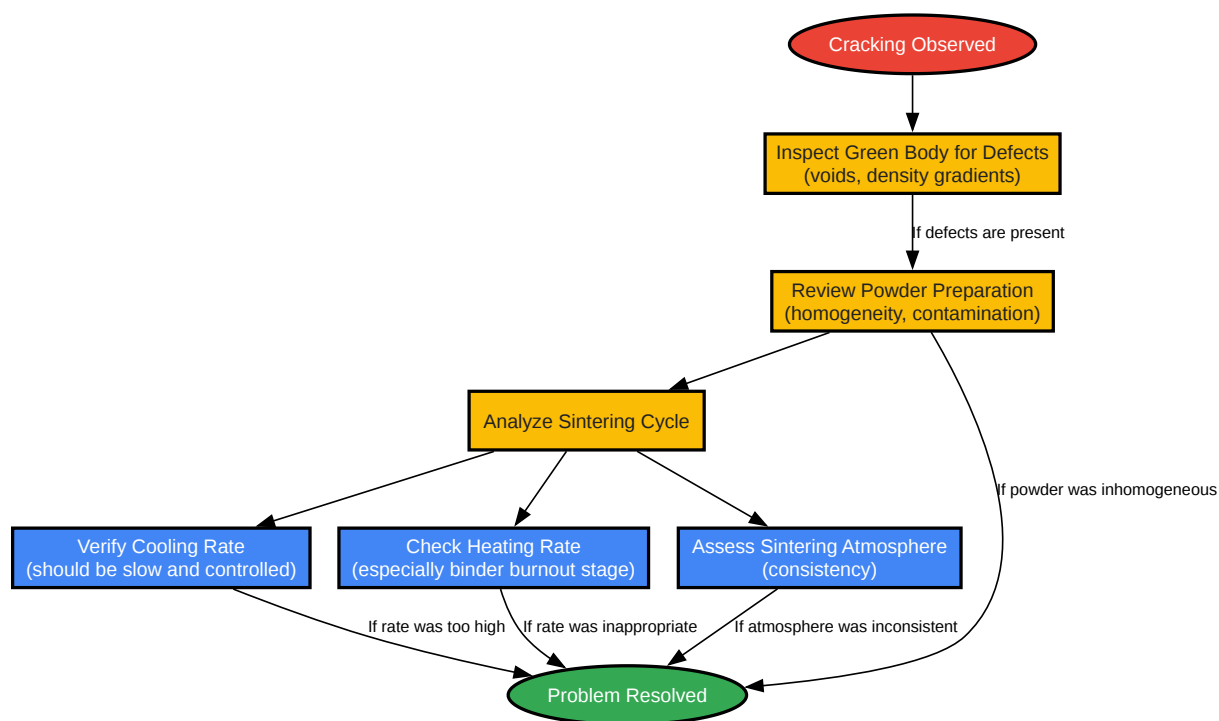 Cracking Observed
Inspect Green Body for Defects
(voids, density gradients)
If defects are present
Review Powder Preparation
(homogeneity, contamination)
Analyze Sintering Cycle
If powder was inhomogeneous
Verify Cooling Rate
(should be slow and controlled)
Check Heating Rate
(especially binder burnout stage)
Assess Sintering Atmosphere
(consistency)
If rate was too high
If rate was inappropriate
If atmosphere was inconsistent
Problem Resolved